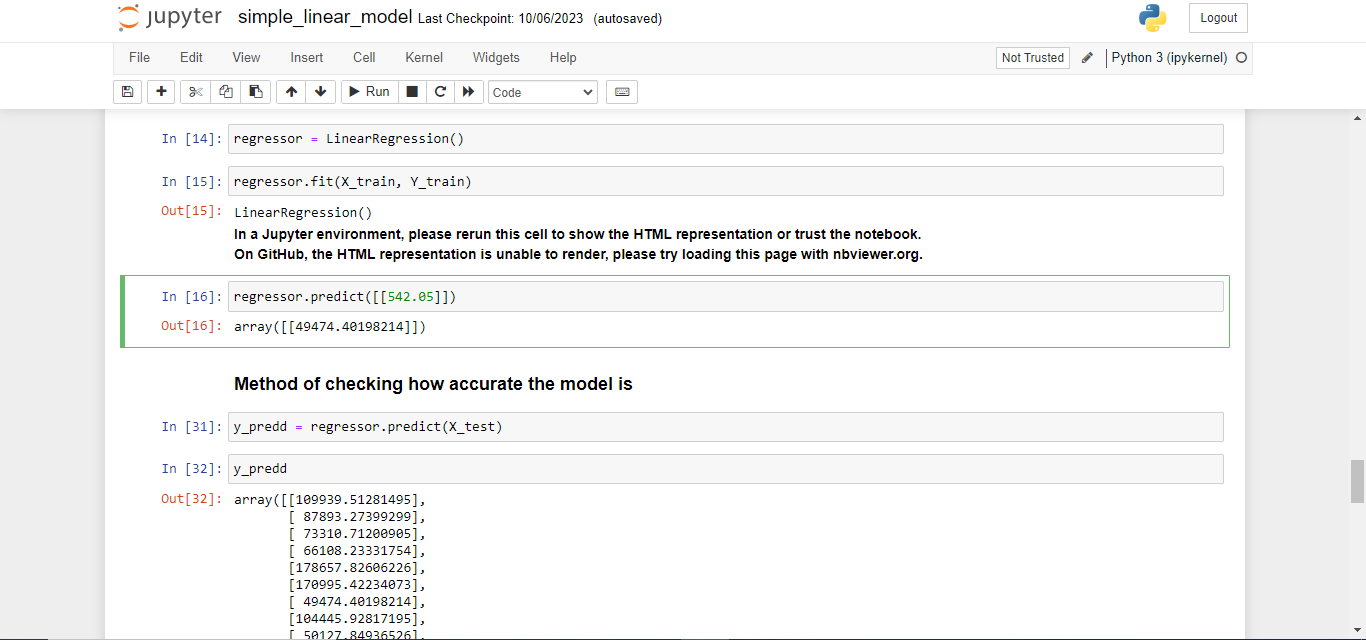 jupyter simple_linear_model Last Checkpoint: 10/06/2023 (autosaved) Logout
File Edit View Insert Cell Kernel Widgets Help Not Trusted Python 3 (ipykernel)
Run Code
In [14]: regressor = LinearRegression()
In [15]: regressor.fit(X_train, Y_train)
Out[15]: LinearRegression()
In a Jupyter environment, please rerun this cell to show the HTML representation or trust the notebook.
On GitHub, the HTML representation is unable to render, please try loading this page with nbviewer.org.
In [16]: regressor.predict([[542.05]])
Out[16]: array([[49474.40198214]])
Method of checking how accurate the model is
In [31]: y_predd = regressor.predict(X_test)
In [32]: y_predd
Out[32]: array([[109939.51281495],
[ 87893.27399299],
[ 73310.71200905],
[ 66108.23331754],
[178657.82606226],
[170995.42234073],
[ 49474.40198214],
[104445.92817195],
[ 50127.84936526],